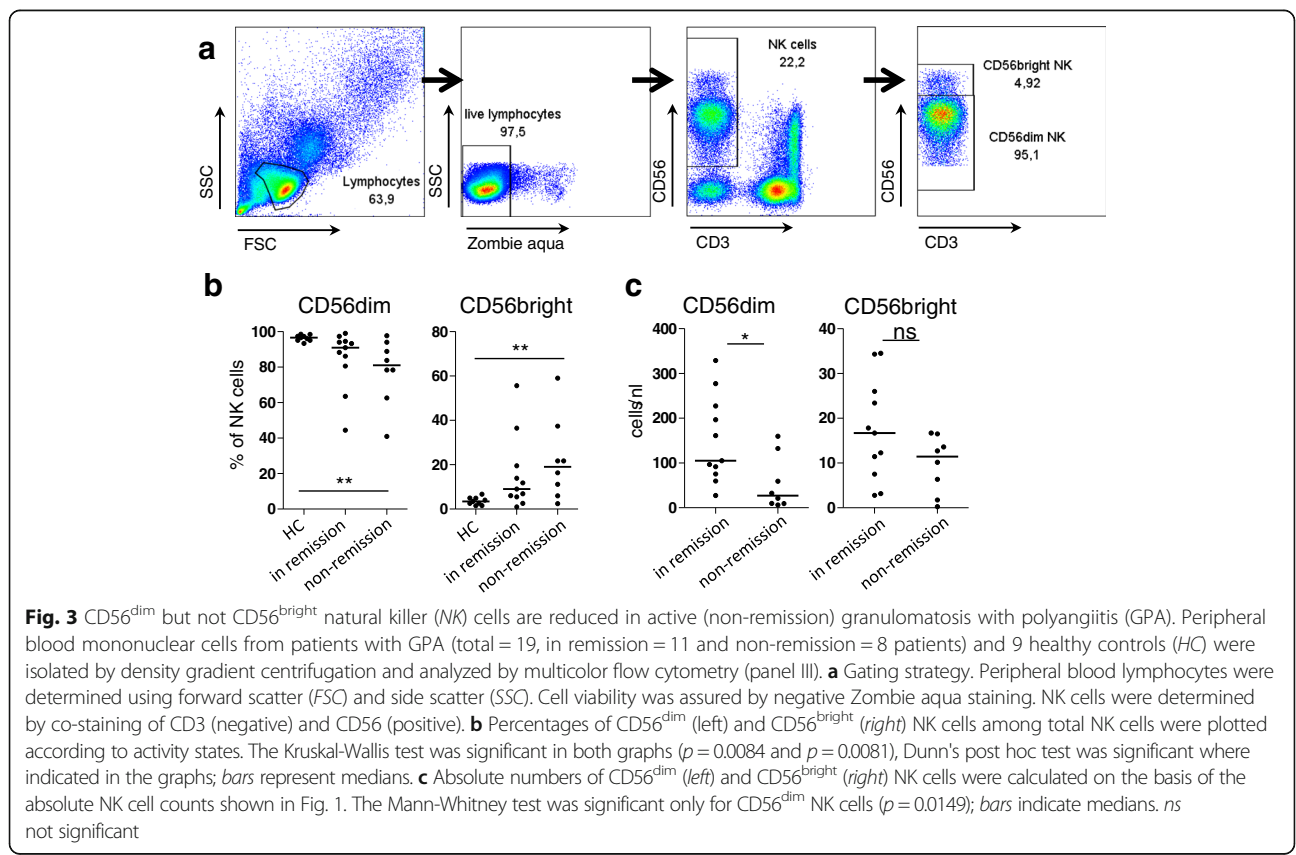 a
SSC
FSC
Lymphocytes
63,9
SSC
live lymphocytes
97,5
Zombie aqua
CD56
NK cells
22,2
CD3
CD56
CD56bright NK
4,92
CD56dim NK
95,1
CD3
b
CD56dim
% of NK cells
100
80
60
40
20
0
**
HC
in remission
non-remission
CD56bright
80
60
40
20
0
**
HC
in remission
non-remission
c
CD56dim
cells/nl
400
300
200
100
0
*
in remission
non-remission
CD56bright
40
30
20
10
0
ns
in remission
non-remission
Fig. 3 CD56dim but not CD56bright natural killer (NK) cells are reduced in active (non-remission) granulomatosis with polyangiitis (GPA). Peripheral
blood mononuclear cells from patients with GPA (total = 19, in remission = 11 and non-remission = 8 patients) and 9 healthy controls (HC) were
isolated by density gradient centrifugation and analyzed by multicolor flow cytometry (panel III). a Gating strategy. Peripheral blood lymphocytes were
determined using forward scatter (FSC) and side scatter (SSC). Cell viability was assured by negative Zombie aqua staining. NK cells were determined
by co-staining of CD3 (negative) and CD56 (positive). b Percentages of CD56dim (left) and CD56bright (right) NK cells among total NK cells were plotted
according to activity states. The Kruskal-Wallis test was significant in both graphs (p = 0.0084 and p = 0.0081), Dunn's post hoc test was significant where
indicated in the graphs; bars represent medians. c Absolute numbers of CD56dim (left) and CD56bright (right) NK cells were calculated on the basis of the
absolute NK cell counts shown in Fig. 1. The Mann-Whitney test was significant only for CD56dim NK cells (p = 0.0149); bars indicate medians. ns
not significant